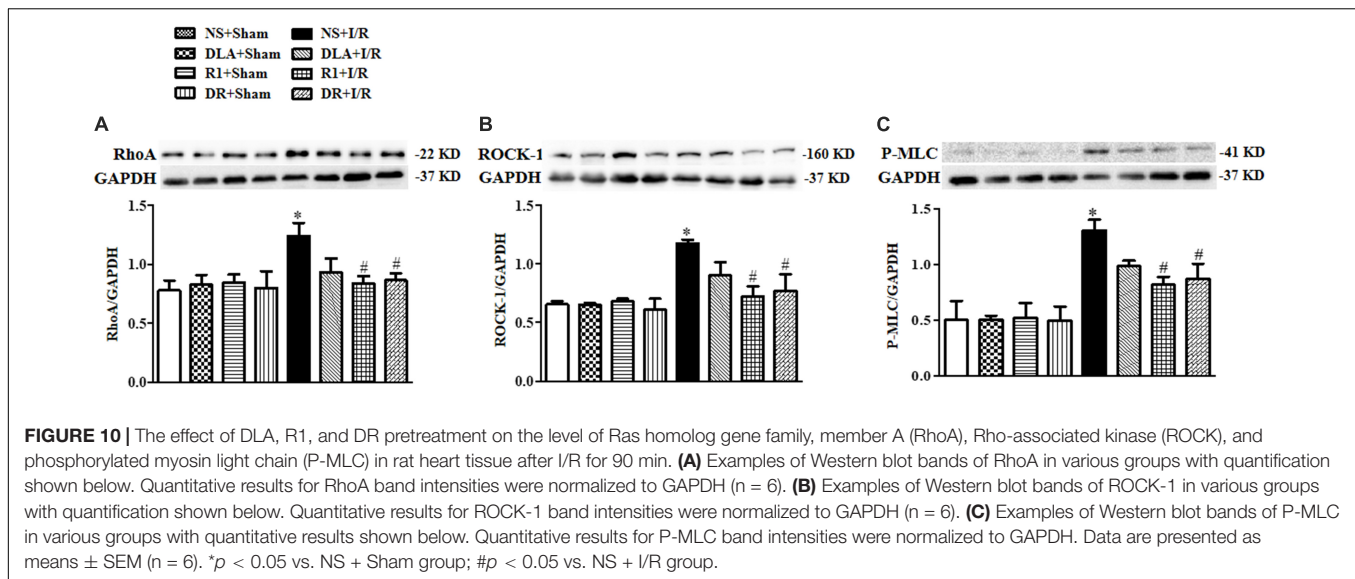 NS+Sham NS+I/R
DLA+Sham DLA+I/R
R1+Sham R1+I/R
DR+Sham DR+I/R
A
RhoA -22 KD
GAPDH -37 KD
RhoA/GAPDH
1.5
1.0
0.5
0.0
*
# #
B
ROCK-1 -160 KD
GAPDH -37 KD
ROCK-1/GAPDH
1.5
1.0
0.5
0.0
*
# #
C
P-MLC -41 KD
GAPDH -37 KD
P-MLC/GAPDH
1.5
1.0
0.5
0.0
*
# #
FIGURE 10 | The effect of DLA, R1, and DR pretreatment on the level of Ras homolog gene family, member A (RhoA), Rho-associated kinase (ROCK), and
phosphorylated myosin light chain (P-MLC) in rat heart tissue after I/R for 90 min. (A) Examples of Western blot bands of RhoA in various groups with quantification
shown below. Quantitative results for RhoA band intensities were normalized to GAPDH (n = 6). (B) Examples of Western blot bands of ROCK-1 in various groups
with quantification shown below. Quantitative results for ROCK-1 band intensities were normalized to GAPDH (n = 6). (C) Examples of Western blot bands of P-MLC
in various groups with quantitative results shown below. Quantitative results for P-MLC band intensities were normalized to GAPDH. Data are presented as
means ± SEM (n = 6). *p < 0.05 vs. NS + Sham group; #p < 0.05 vs. NS + I/R group.